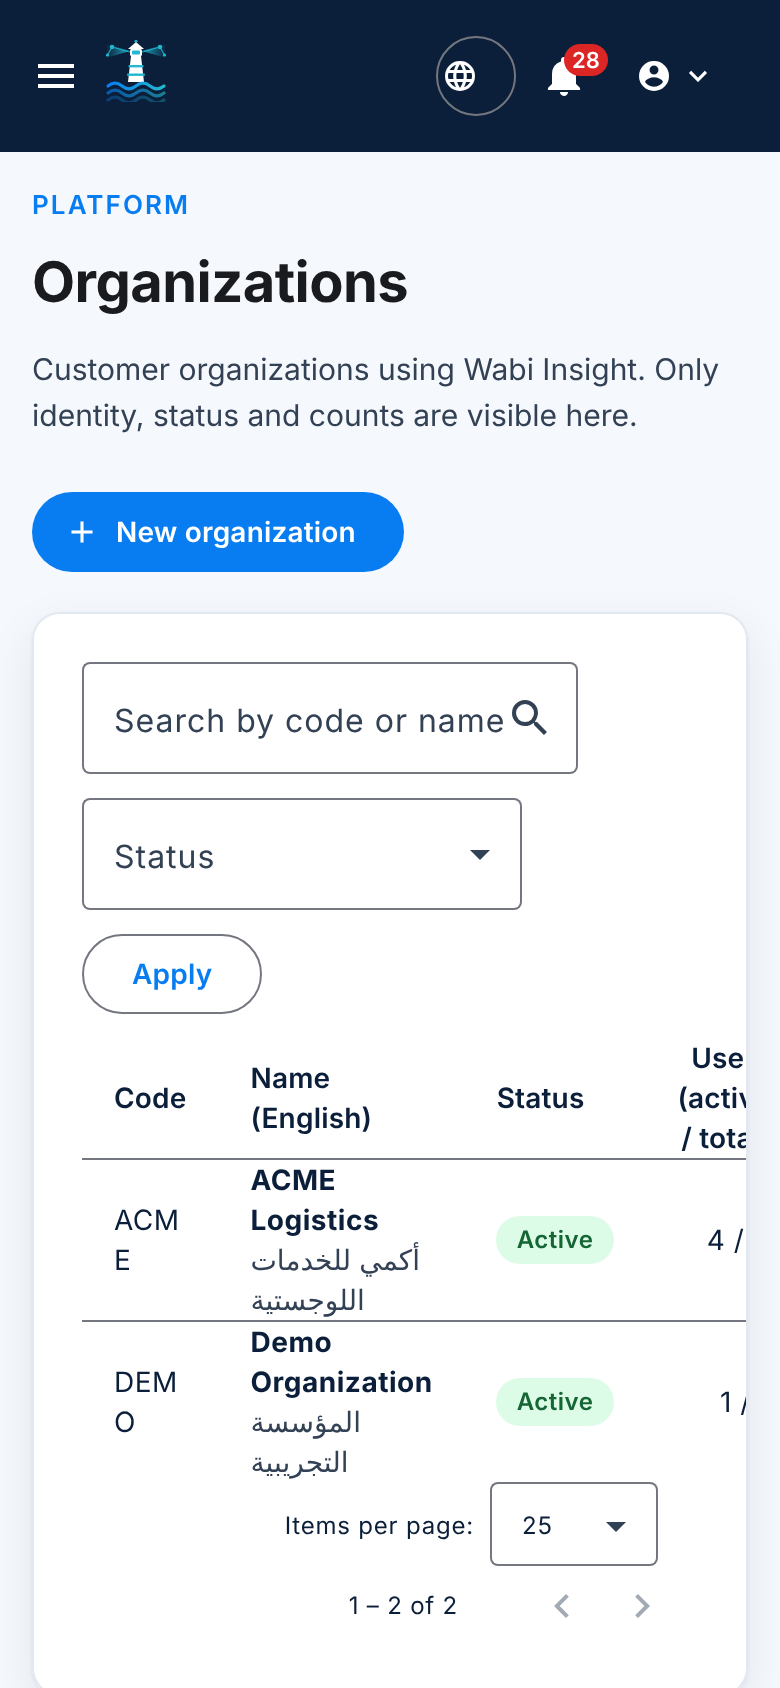 28
PLATFORM
Organizations
Customer organizations using Wabi Insight. Only
identity, status and counts are visible here.
New organization
Search by code or name
Status
Apply
Code
Name
(English)
Status
Use
(activ
/ tota
ACM
E
ACME
Logistics
أكمي للخدمات
اللوجستية
Active
4 /
DEM
O
Demo
Organization
المؤسسة
التجريبية
Active
1 /
Items per page:
25
1 – 2 of 2